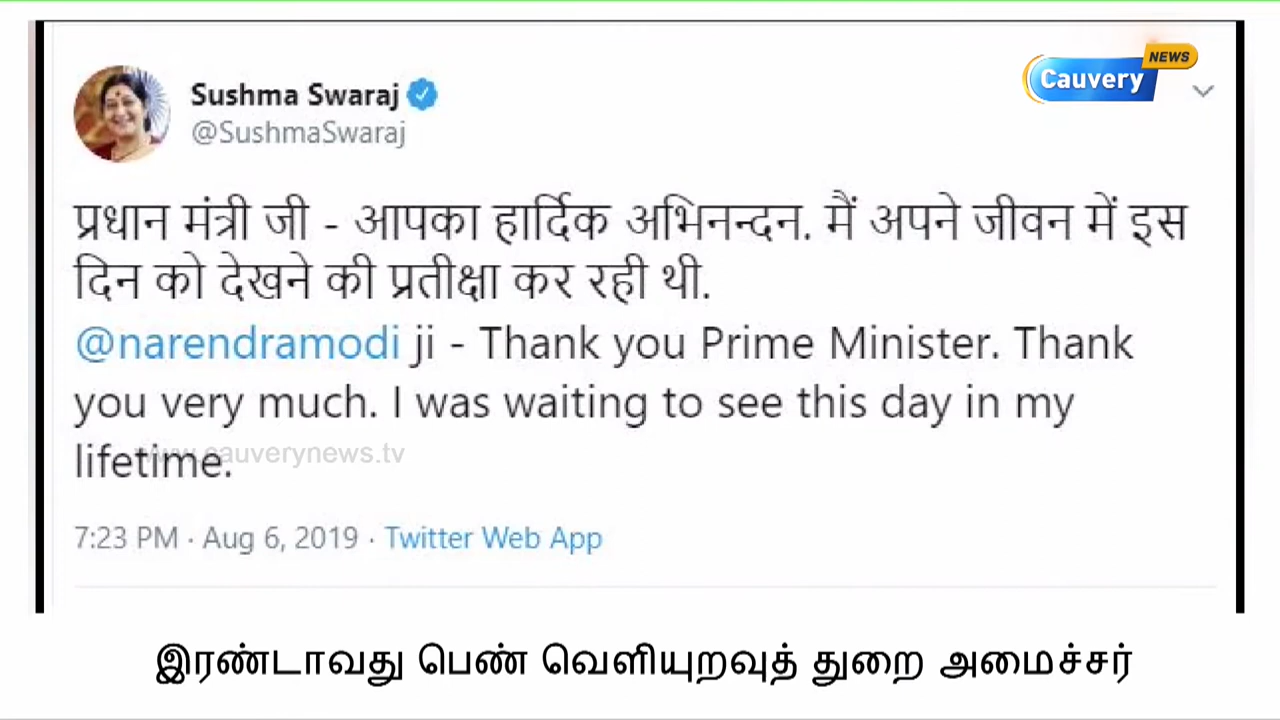 NEWS
Cauvery
Sushma Swaraj
@SushmaSwaraj
प्रधान मंत्री जी - आपका हार्दिक अभिनन्दन. मैं अपने जीवन में इस
दिन को देखने की प्रतीक्षा कर रही थी.
@narendramodi ji - Thank you Prime Minister. Thank
you very much. I was waiting to see this day in my
lifetime.
www.cauverynews.tv
7:23 PM · Aug 6, 2019 · Twitter Web App
இரண்டாவது பெண் வெளியுறவுத் துறை அமைச்சர்